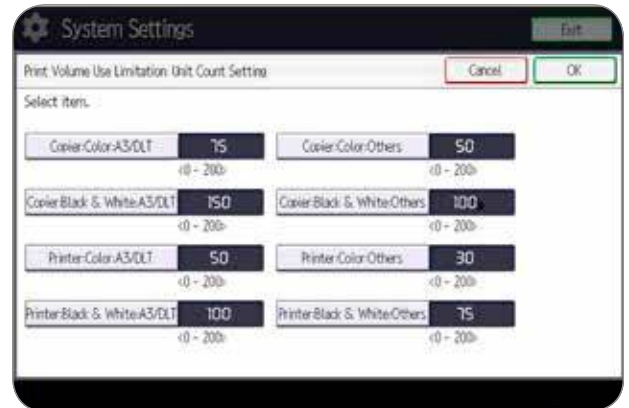 System Settings
Exit
Print Volume Use Limitation Unit Count Setting
Cancel
OK
Select item.
Copier:Color:A3/DLT 75 Copier:Color:Others 50
<0 - 200> <0 - 200>
Copier:Black & White:A3/DLT 150 Copier:Black & White:Others 100
<0 - 200> <0 - 200>
Printer:Color:A3/DLT 50 Printer:Color:Others 30
<0 - 200> <0 - 200>
Printer:Black & White:A3/DLT 100 Printer:Black & White:Others 75
<0 - 200> <0 - 200>